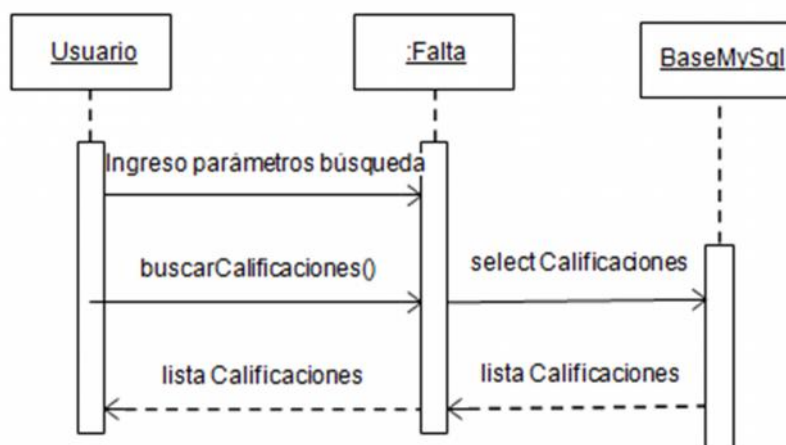 Usuario
:Falta
BaseMySql
Ingreso parámetros búsqueda
buscarCalificaciones()
select Calificaciones
lista Calificaciones
lista Calificaciones